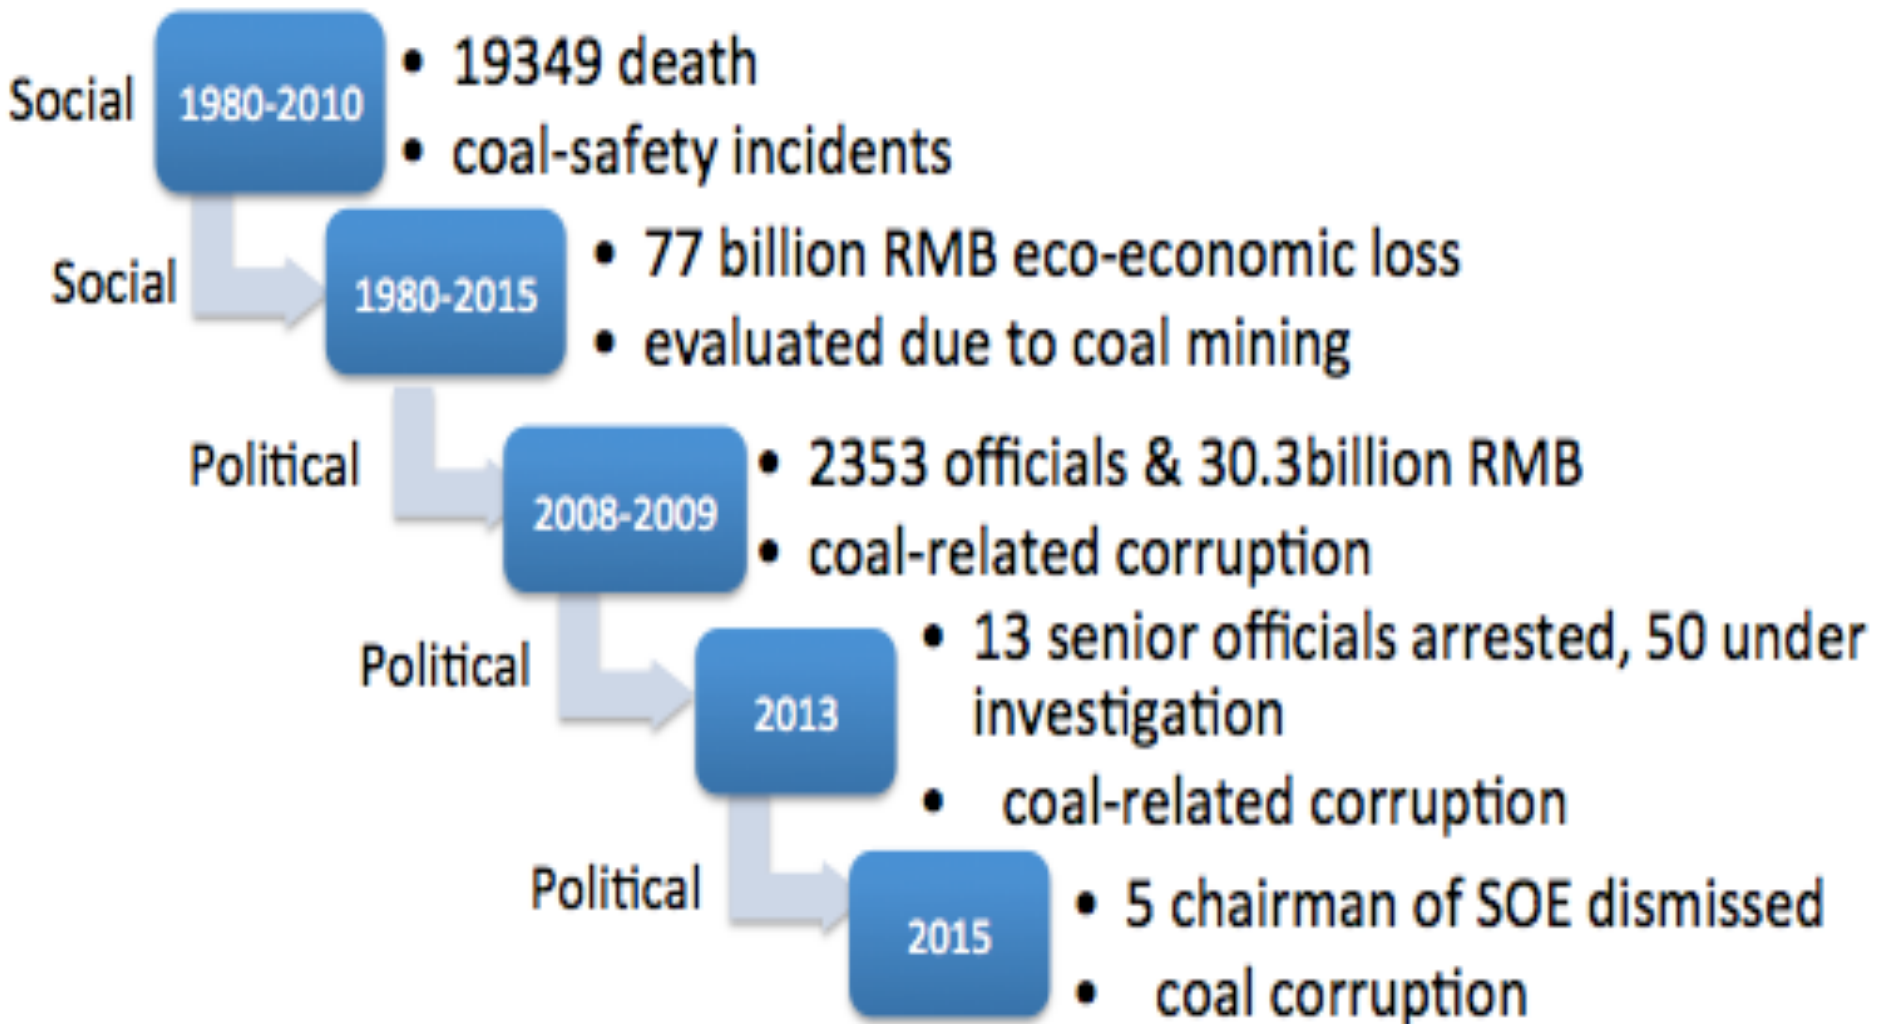 Social
1980-2010
• 19349 death
• coal-safety incidents
Social
1980-2015
• 77 billion RMB eco-economic loss
• evaluated due to coal mining
Political
2008-2009
• 2353 officials & 30.3billion RMB
• coal-related corruption
Political
2013
• 13 senior officials arrested, 50 under
investigation
• coal-related corruption
Political
2015
• 5 chairman of SOE dismissed
• coal corruption